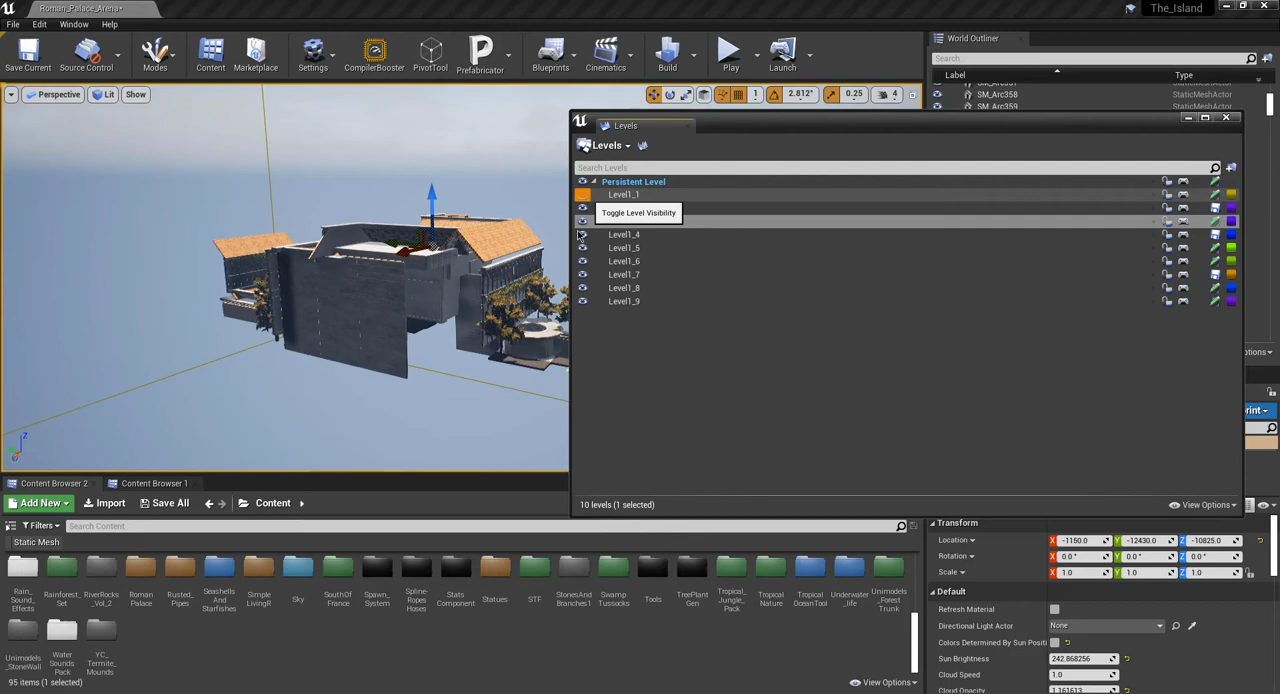 Roman_Palace_Arena*
The_Island
File Edit Window Help
World Outliner
Save Current Source Control Modes Content Marketplace Settings CompilerBooster PivotTool Prefabricator Blueprints Cinematics Build Play Launch
Search...
Label Type
SM_Arc358 StaticMeshActor
SM_Arc359 StaticMeshActor
Perspective Lit Show 1 2.812° 0.25 4
Levels
Levels
Search Levels
Persistent Level
Level1_1
Toggle Level Visibility
Level1_4
Level1_5
Level1_6
Level1_7
Level1_8
Level1_9
Z
10 levels (1 selected) View Options
Content Browser 2 Content Browser 1
Add New Import Save All Content
Filters Search Content
Static Mesh
Rain_
Sound_
Effects
Rainforest_
Set
RiverRocks
_Vol_2
Roman
Palace
Rusted_
Pipes
Seashells
And
Starfishes
Simple
LivingR
Sky
SouthOf
France
Spawn_
System
Spline-
Ropes
Hoses
Stats
Component
Statues
STF
StonesAnd
Branches1
Swamp
Tussocks
Tools
TreePlant
Gen
Tropical_
Jungle_
Pack
Tropical
Nature
Tropical
OceanTool
Underwater
_life
Unimodels
_Forest
Trunk
Unimodels
_StoneWall
Water
Sounds
Pack
YC_
Termite_
Mounds
95 items (1 selected) View Options
Transform
Location X -1150.0 Y -12430.0 Z -10825.0
Rotation X 0.0 ° Y 0.0 ° Z 0.0 °
Scale X 1.0 Y 1.0 Z 1.0
Default
Refresh Material
Directional Light Actor None
Colors Determined By Sun Positi
Sun Brightness 242.868256
Cloud Speed 1.0
Cloud Opacity 1.161613